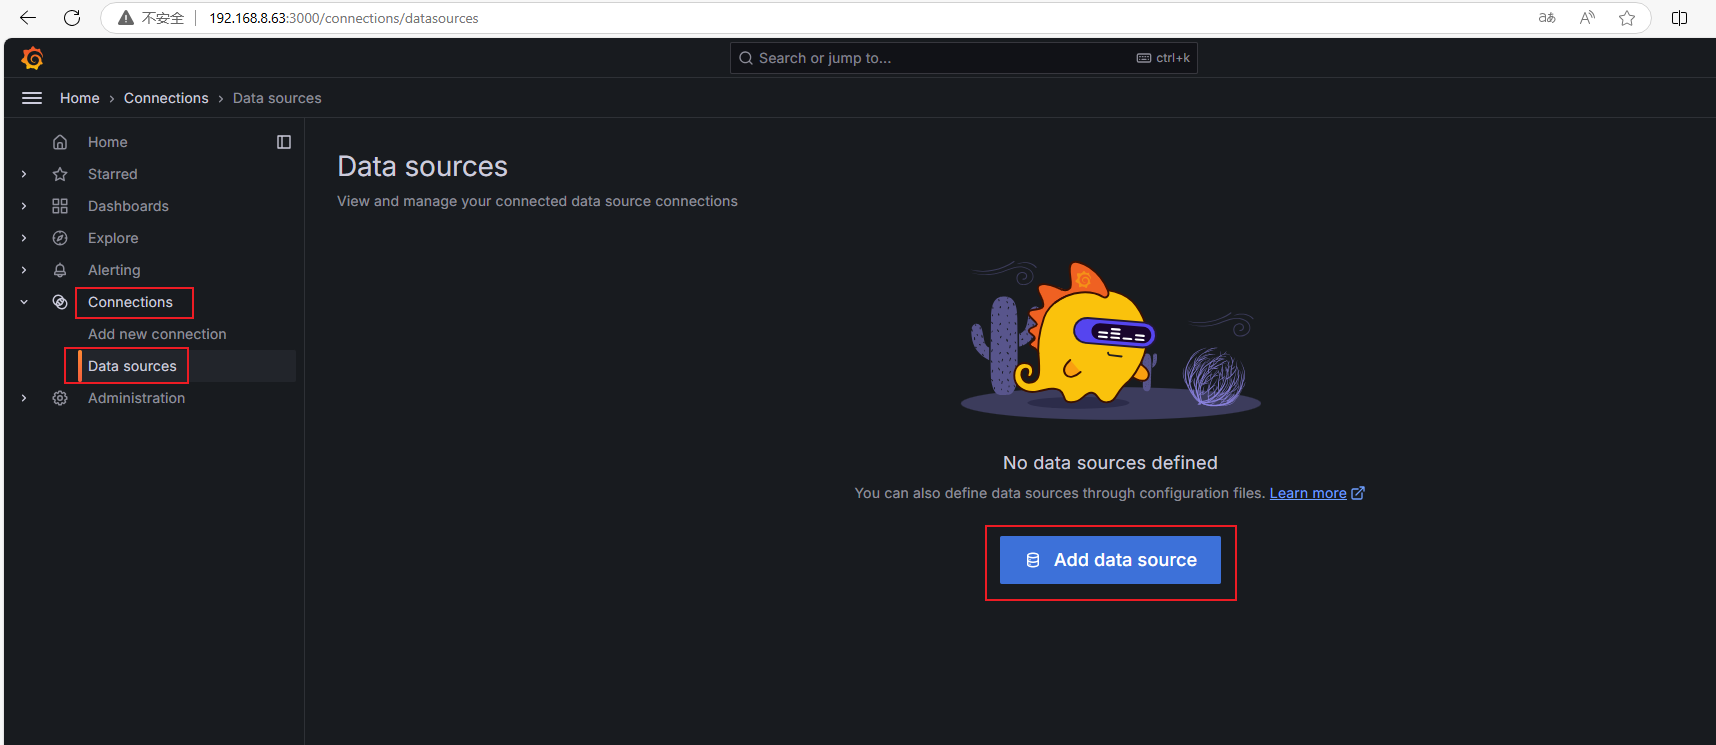 不安全 192.168.8.63:3000/connections/datasources
Search or jump to... ctrl+k
Home › Connections › Data sources
Home
Starred
Dashboards
Explore
Alerting
Connections
Add new connection
Data sources
Administration
Data sources
View and manage your connected data source connections
No data sources defined
You can also define data sources through configuration files. Learn more
Add data source